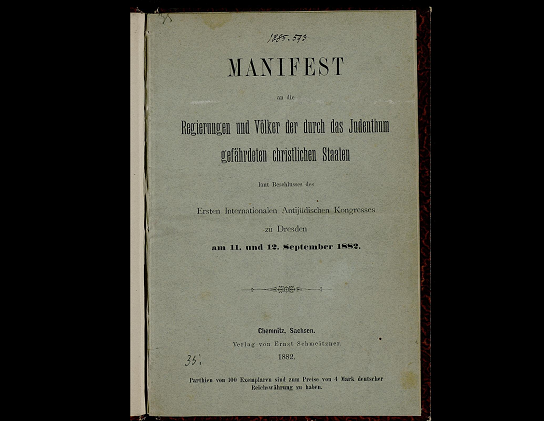 1885.573
MANIFEST
an die
Regierungen und Völker der durch das Judenthum
gefährdeten christlichen Staaten
laut Beschlusses des
Ersten Internationalen Antijüdischen Kongresses
zu Dresden
am 11. und 12. September 1882.
Chemnitz, Sachsen.
Verlag von Ernst Schmeitzner.
1882.
35.
Parthien von 100 Exemplaren sind zum Preise von 4 Mark deutscher
Reichswährung zu haben.